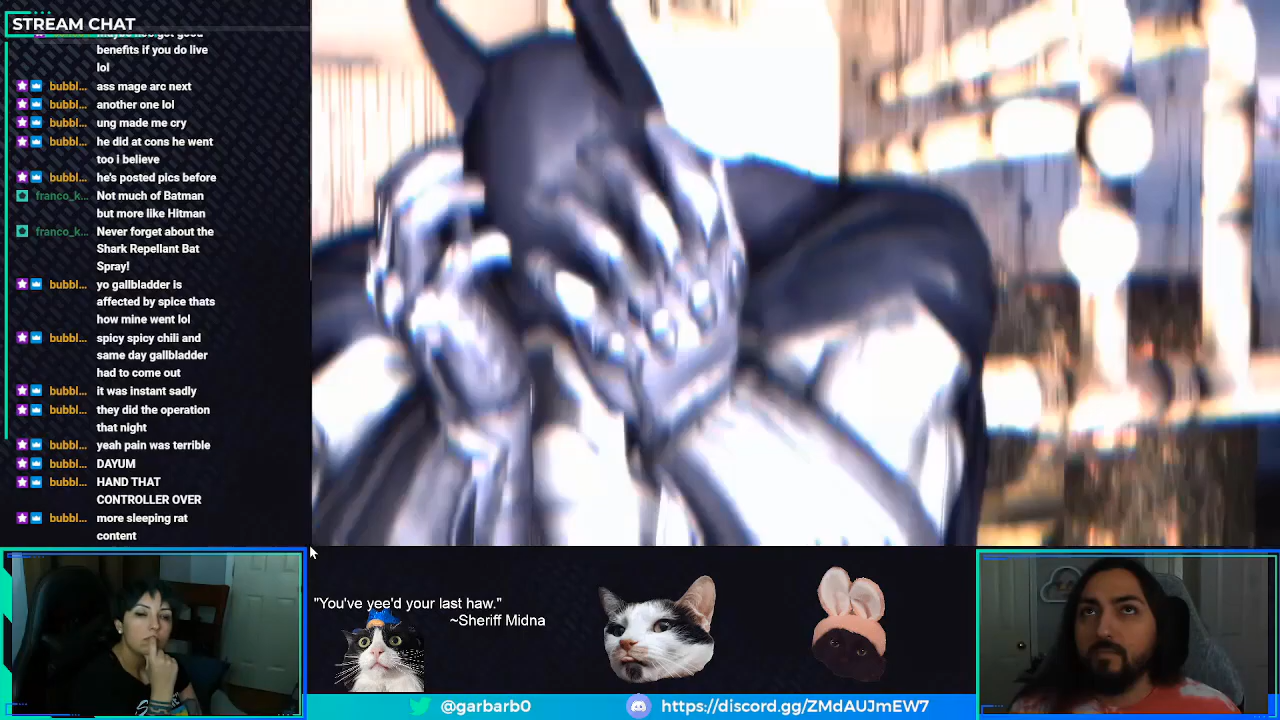 STREAM CHAT
maybe he's got good
benefits if you do live
lol
bubbl... ass mage arc next
bubbl... another one lol
bubbl... ung made me cry
bubbl... he did at cons he went
too i believe
bubbl... he's posted pics before
franco_k... Not much of Batman
but more like Hitman
franco_k... Never forget about the
Shark Repellant Bat
Spray!
bubbl... yo gallbladder is
affected by spice thats
how mine went lol
bubbl... spicy spicy chili and
same day gallbladder
had to come out
bubbl... it was instant sadly
bubbl... they did the operation
that night
bubbl... yeah pain was terrible
bubbl... DAYUM
bubbl... HAND THAT
CONTROLLER OVER
bubbl... more sleeping rat
content
"You've yee'd your last haw."
~Sheriff Midna
@garbarb0
https://discord.gg/ZMdAUJmEW7